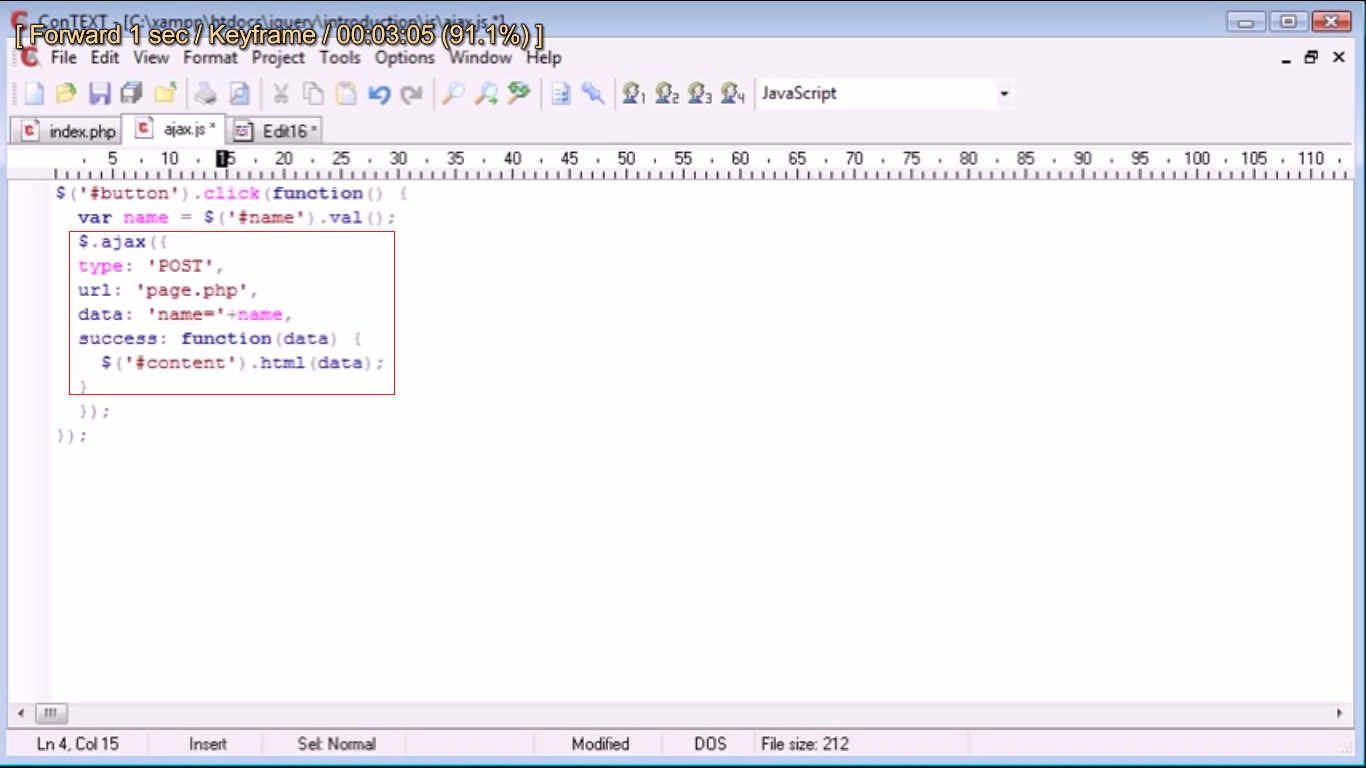 ConTEXT - [C:\xampp\htdocs\jquery\introduction\js\ajax.js *]
[ Forward 1 sec / Keyframe / 00:03:05 (91.1%) ]
File Edit View Format Project Tools Options Window Help
1 2 3 4 JavaScript
index.php ajax.js * Edit16 *
5 10 15 20 25 30 35 40 45 50 55 60 65 70 75 80 85 90 95 100 105 110
$('#button').click(function() {
var name = $('#name').val();
$.ajax({
type: 'POST',
url: 'page.php',
data: 'name='+name,
success: function(data) {
$('#content').html(data);
}
});
});
Ln 4, Col 15 Insert Sel: Normal Modified DOS File size: 212